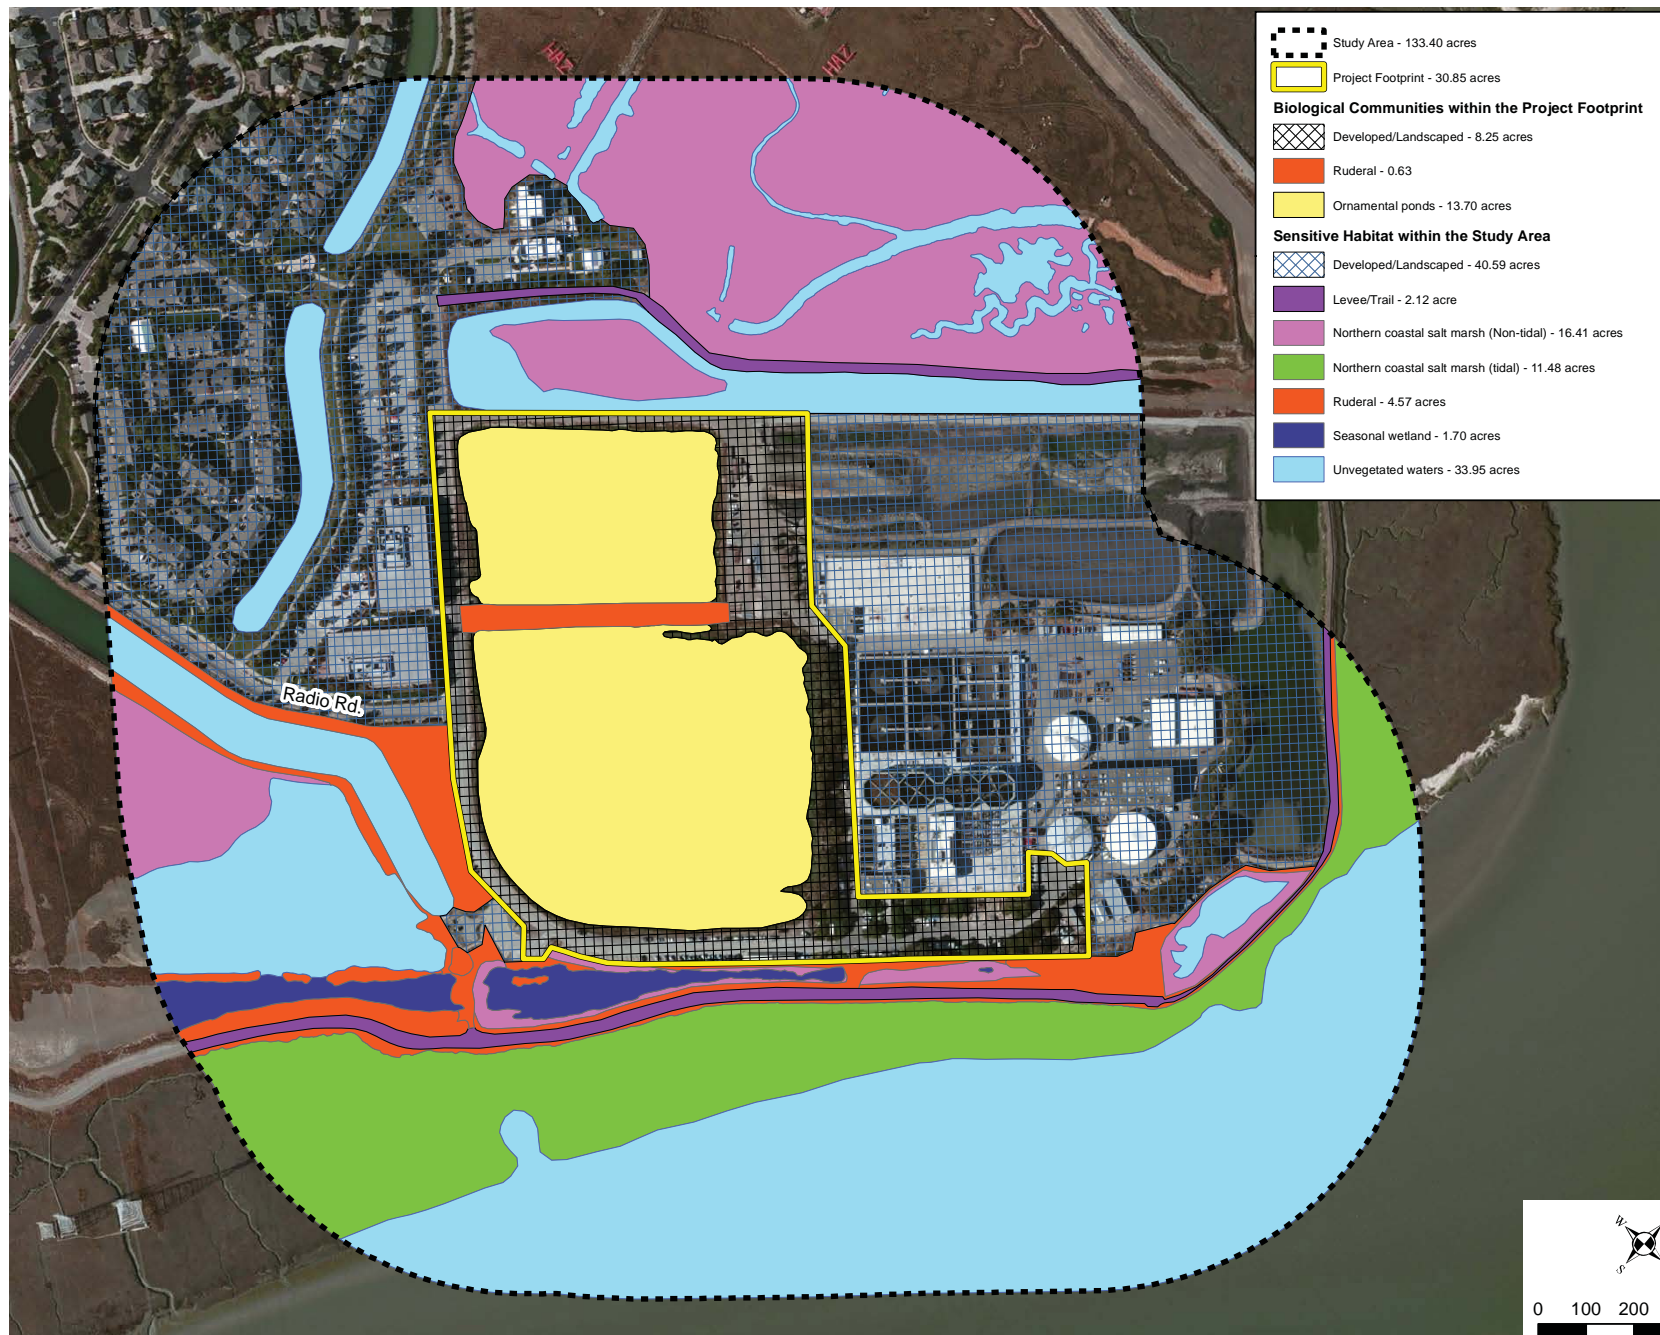 HAZ
HAZ
Study Area - 133.40 acres
Project Footprint - 30.85 acres
Biological Communities within the Project Footprint
Developed/Landscaped - 8.25 acres
Ruderal - 0.63
Ornamental ponds - 13.70 acres
Sensitive Habitat within the Study Area
Developed/Landscaped - 40.59 acres
Levee/Trail - 2.12 acre
Northern coastal salt marsh (Non-tidal) - 16.41 acres
Northern coastal salt marsh (tidal) - 11.48 acres
Ruderal - 4.57 acres
Seasonal wetland - 1.70 acres
Unvegetated waters - 33.95 acres
Radio Rd.
W
S
0 100 200